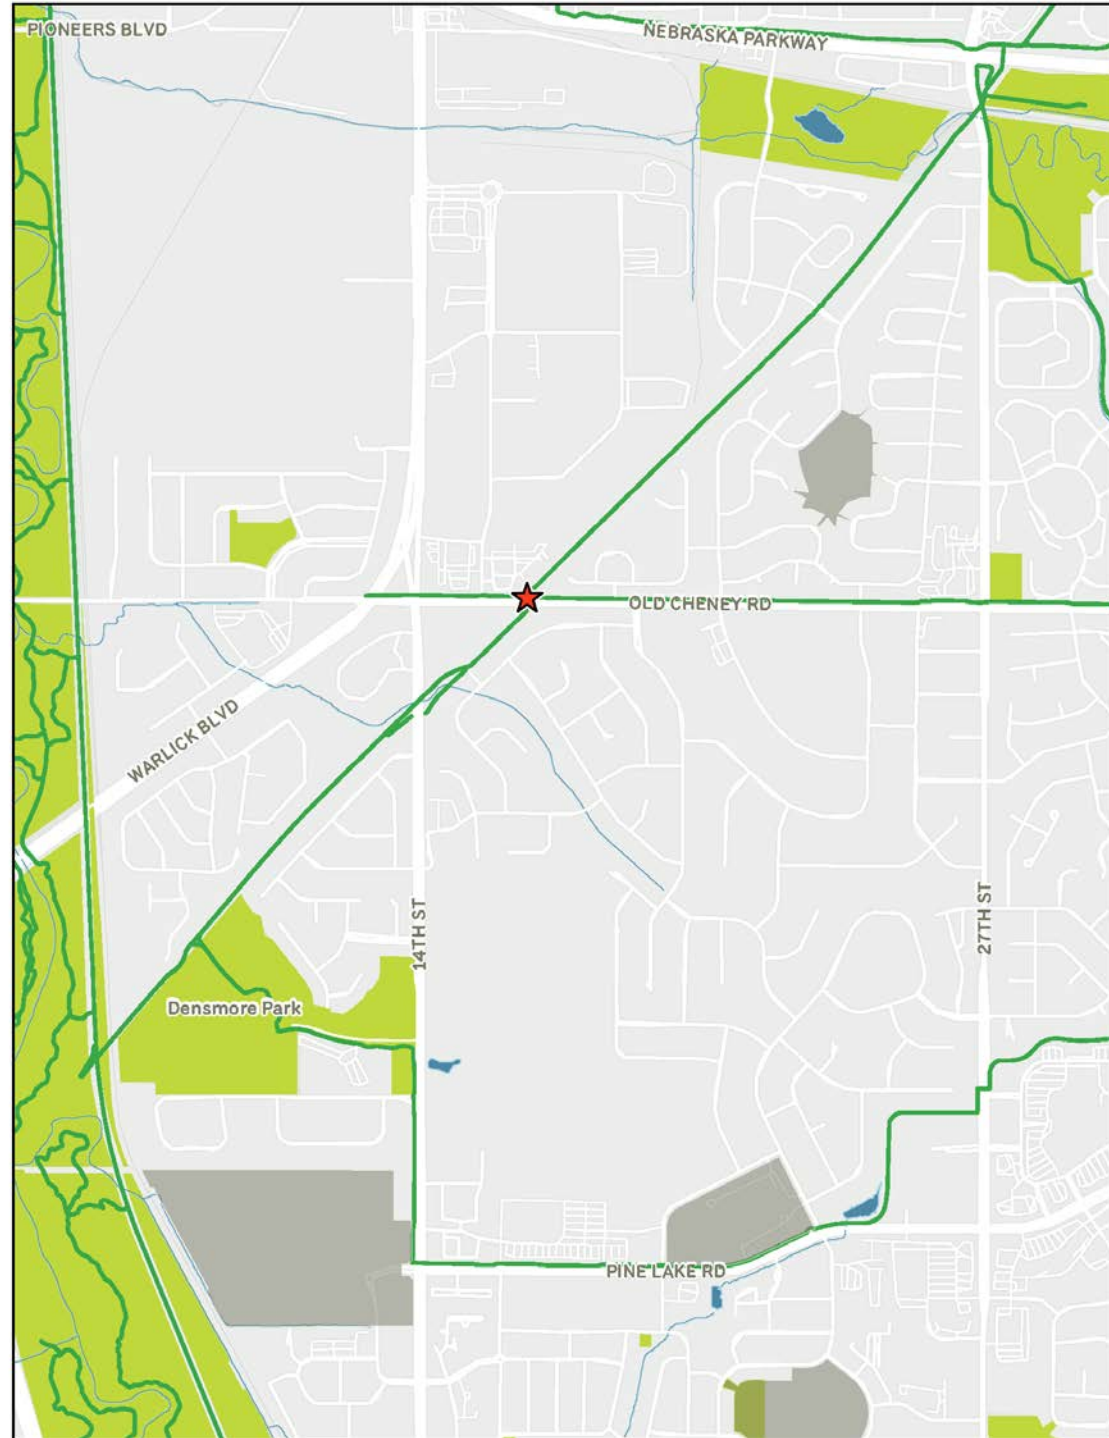 PIONEERS BLVD
NEBRASKA PARKWAY
OLD CHENEY RD
WARLICK BLVD
14TH ST
27TH ST
Densmore Park
PINE LAKE RD